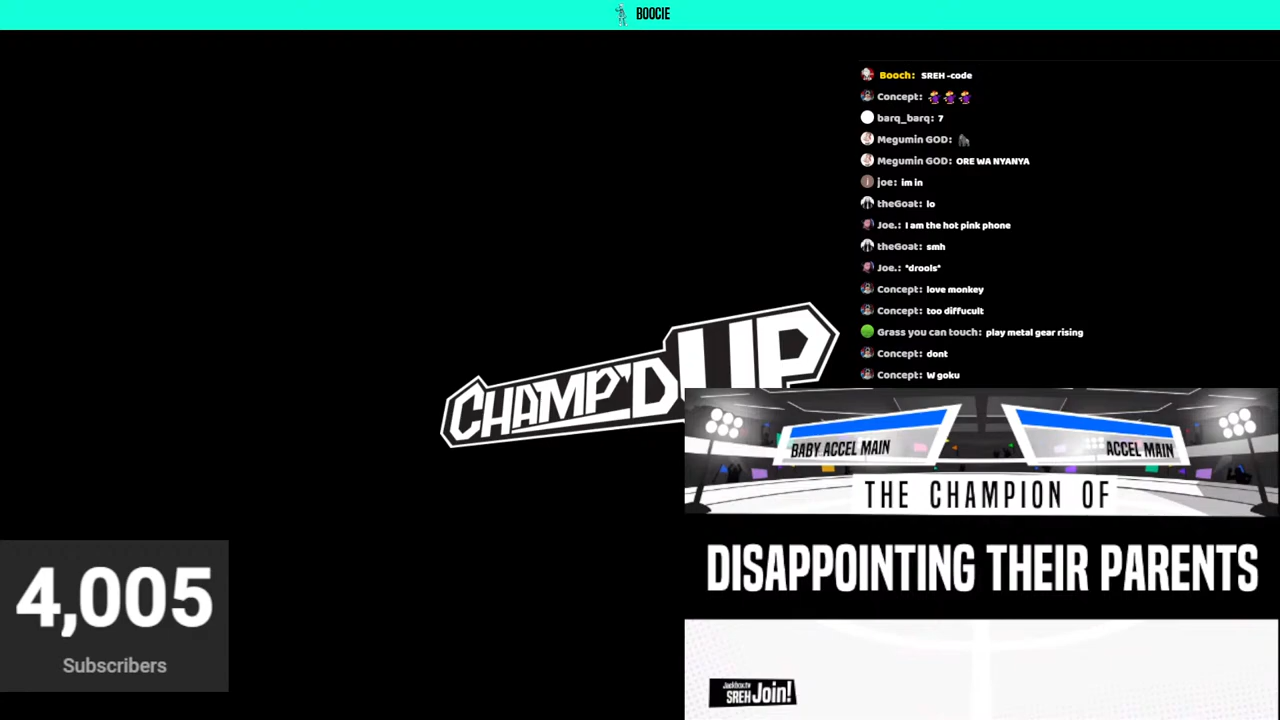 BOOCIE
Booch: SREH -code
Concept:
barq_barq: 7
Megumin GOD:
Megumin GOD: ORE WA NYANYA
joe: im in
theGoat: lo
Joe.: I am the hot pink phone
theGoat: smh
Joe.: *drools*
Concept: love monkey
Concept: too diffucult
Grass you can touch: play metal gear rising
Concept: dont
Concept: W goku
CHAMP'D UP
BABY ACCEL MAIN
ACCEL MAIN
THE CHAMPION OF
DISAPPOINTING THEIR PARENTS
4,005
Subscribers
Jackbox.tv
SREH Join!